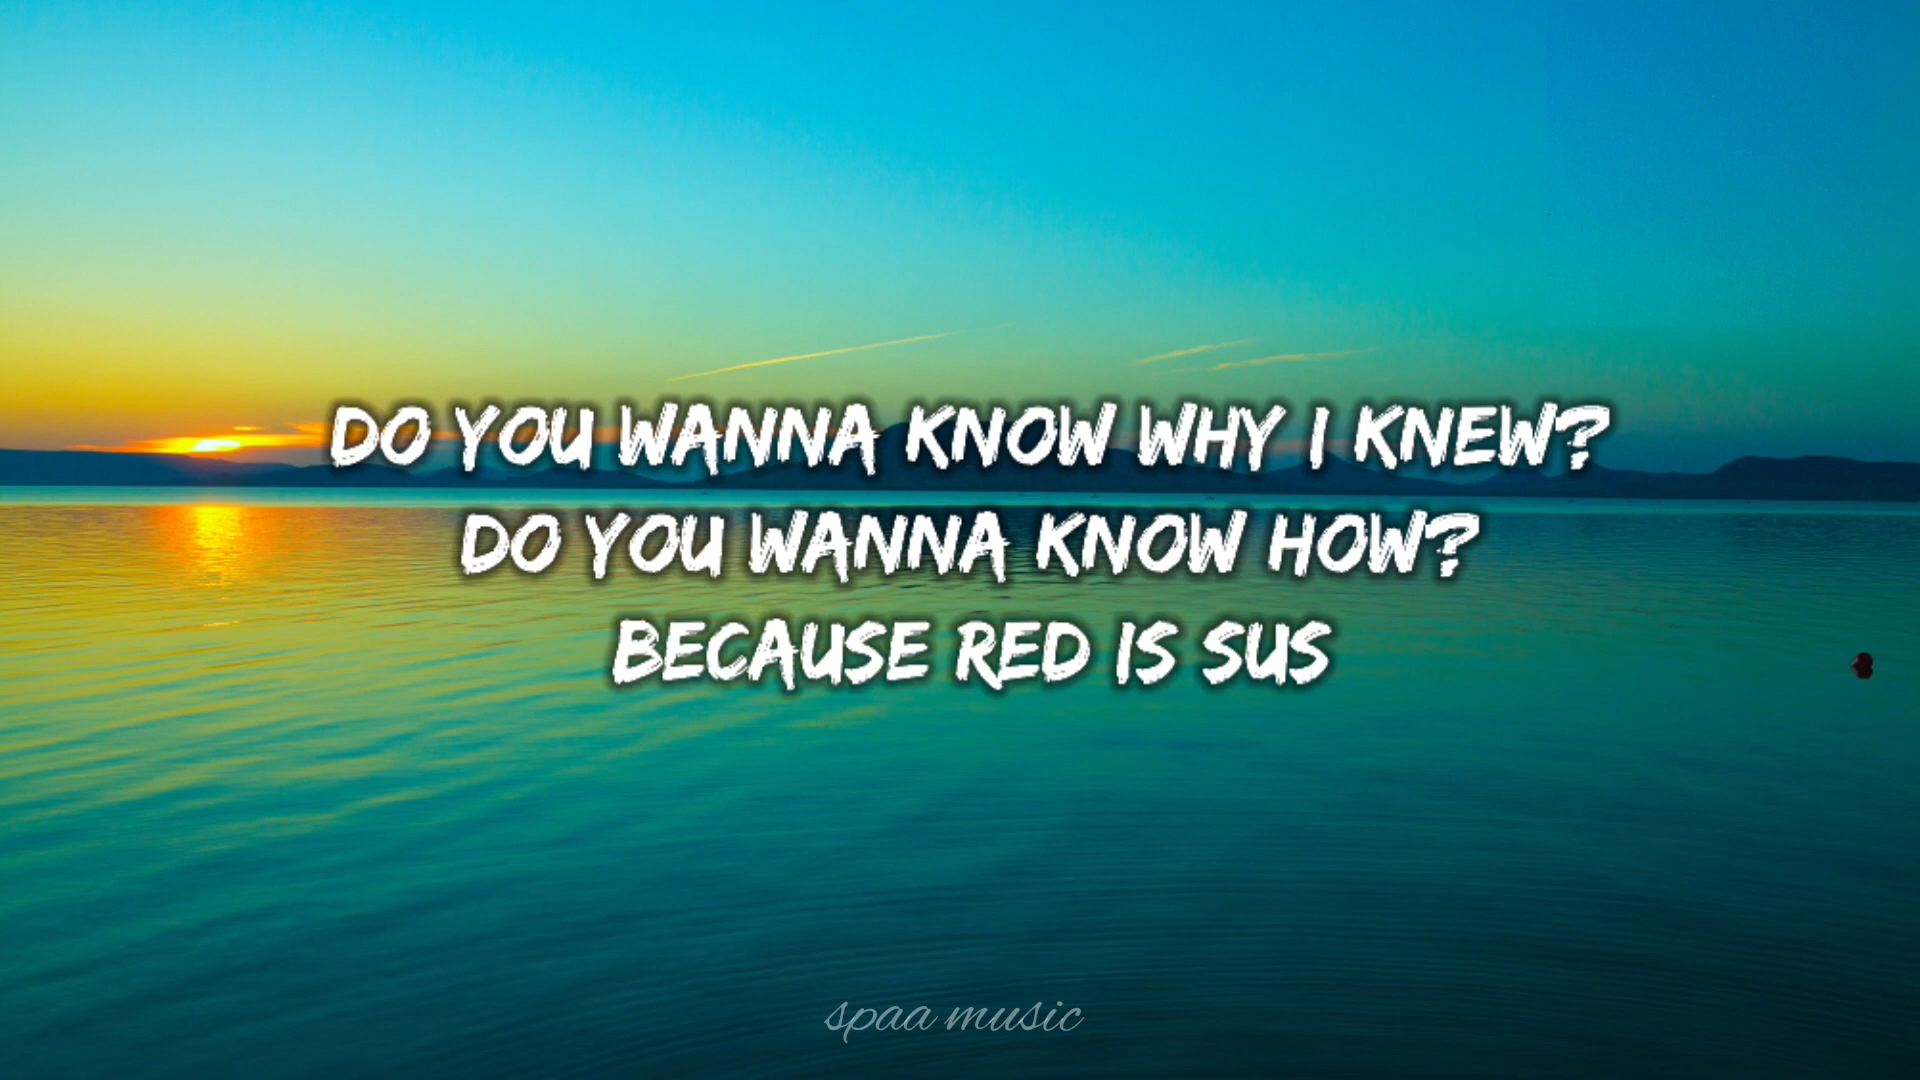 DO YOU WANNA KNOW WHY I KNEW?
DO YOU WANNA KNOW HOW?
BECAUSE RED IS SUS
spaa music